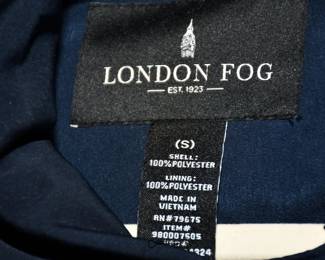 LONDON FOG
EST. 1923
(S)
SHELL:
100%POLYESTER
LINING:
100%POLYESTER
MADE IN
VIETNAM
RN#79675
ITEM#
980007505